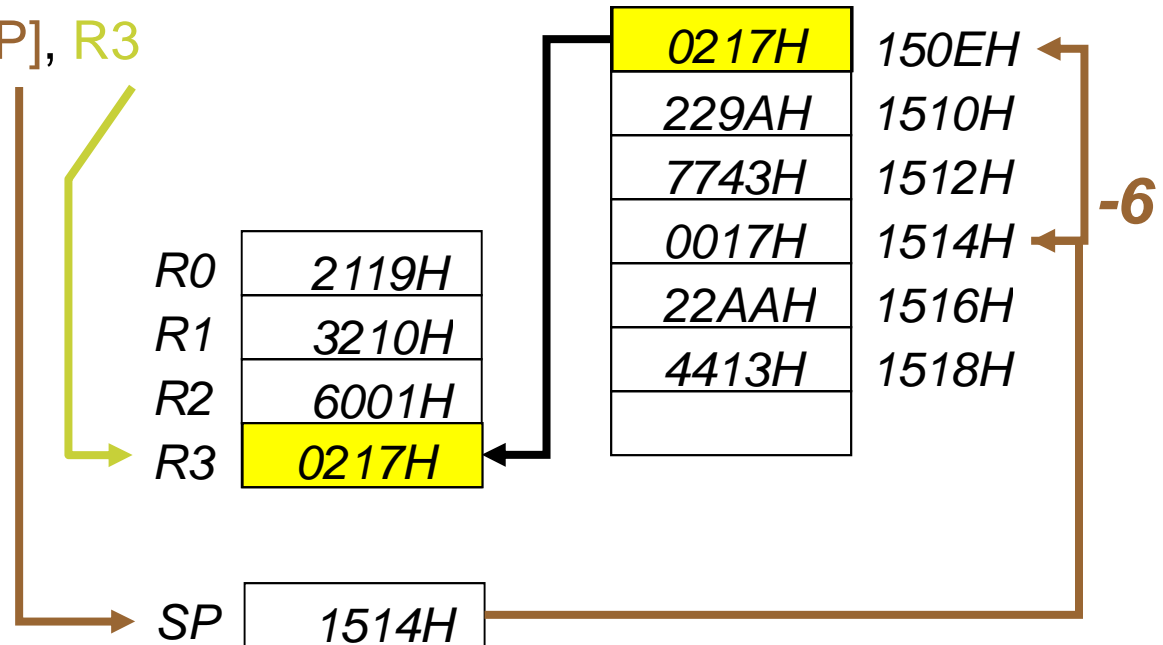 P], R3
0217H 150EH
229AH 1510H
7743H 1512H
-6
0017H 1514H
22AAH 1516H
4413H 1518H
R0 2119H
R1 3210H
R2 6001H
R3 0217H
SP 1514H